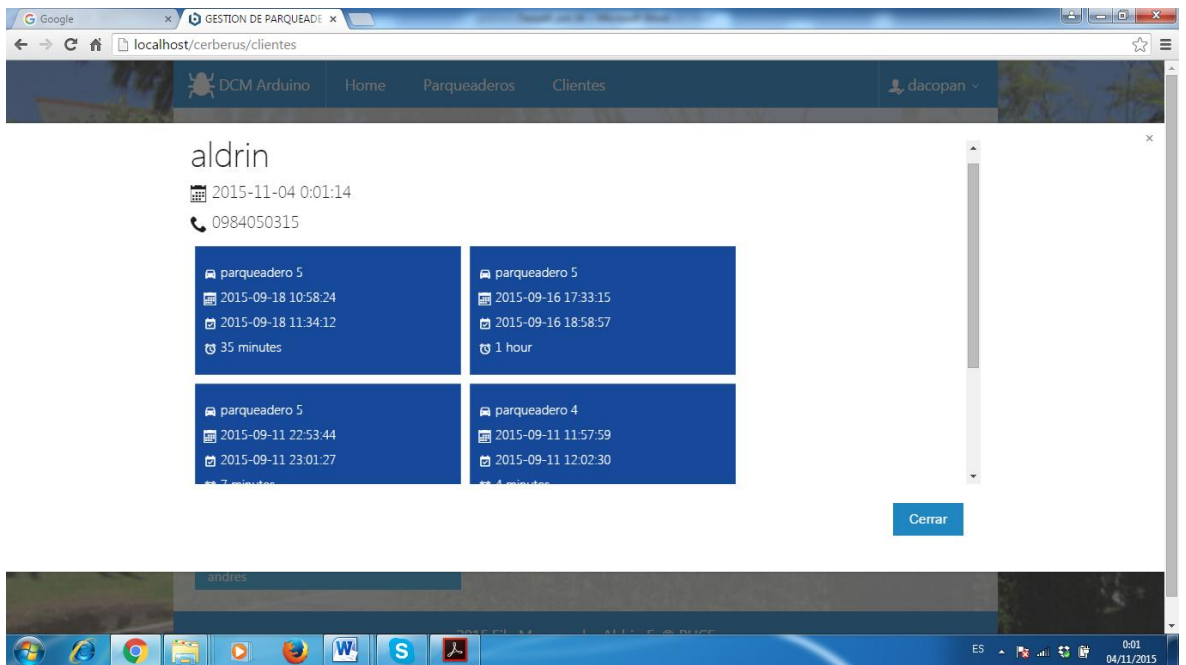 Google
GESTION DE PARQUEADE
localhost/cerberus/clientes
DCM Arduino Home Parqueaderos Clientes dacopan
aldrin
2015-11-04 0:01:14
0984050315
parqueadero 5
2015-09-18 10:58:24
2015-09-18 11:34:12
35 minutes
parqueadero 5
2015-09-16 17:33:15
2015-09-16 18:58:57
1 hour
parqueadero 5
2015-09-11 22:53:44
2015-09-11 23:01:27
7 minutes
parqueadero 4
2015-09-11 11:57:59
2015-09-11 12:02:30
4 minutes
Cerrar
andres
ES 0:01
04/11/2015